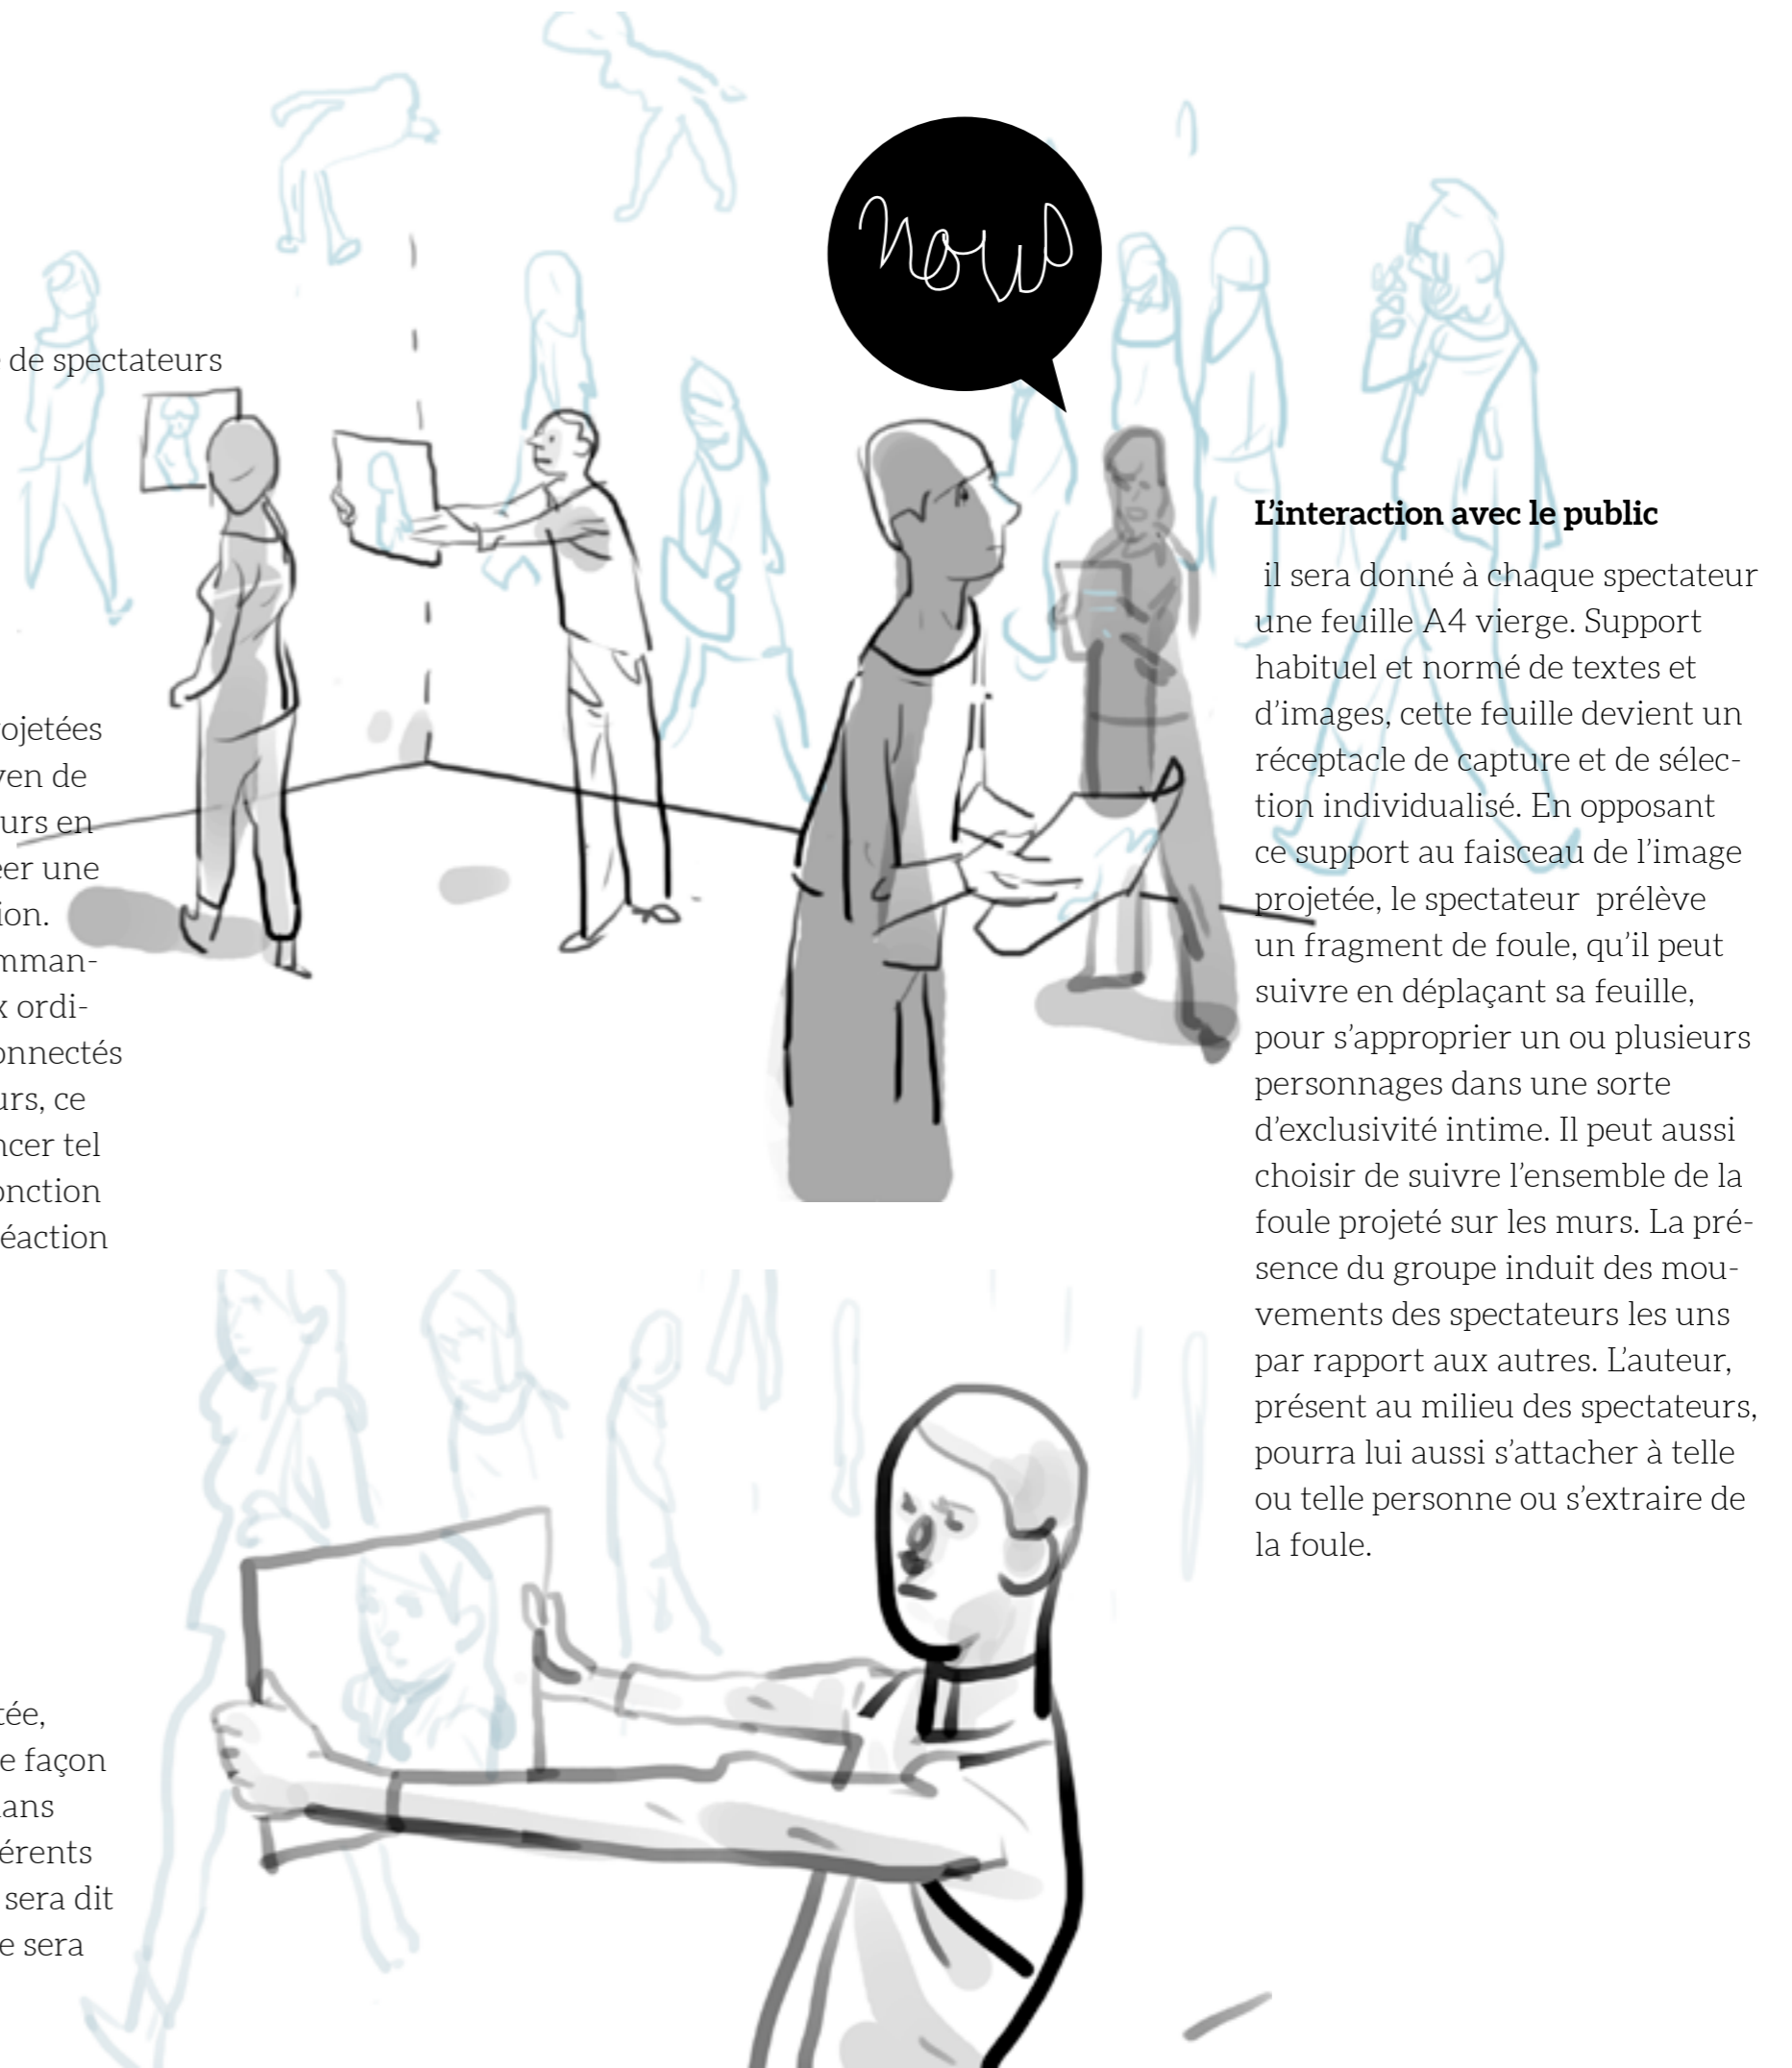 de spectateurs
ojetées
en de
urs en
er une
ion.
mman-
x ordi-
onnectés
urs, ce
ncer tel
onction
éaction
tée,
e façon
ans
érents
sera dit
e sera
nous
L’interaction avec le public
il sera donné à chaque spectateur
une feuille A4 vierge. Support
habituel et normé de textes et
d’images, cette feuille devient un
réceptacle de capture et de sélec-
tion individualisé. En opposant
ce support au faisceau de l’image
projetée, le spectateur prélève
un fragment de foule, qu’il peut
suivre en déplaçant sa feuille,
pour s’approprier un ou plusieurs
personnages dans une sorte
d’exclusivité intime. Il peut aussi
choisir de suivre l’ensemble de la
foule projeté sur les murs. La pré-
sence du groupe induit des mou-
vements des spectateurs les uns
par rapport aux autres. L’auteur,
présent au milieu des spectateurs,
pourra lui aussi s’attacher à telle
ou telle personne ou s’extraire de
la foule.